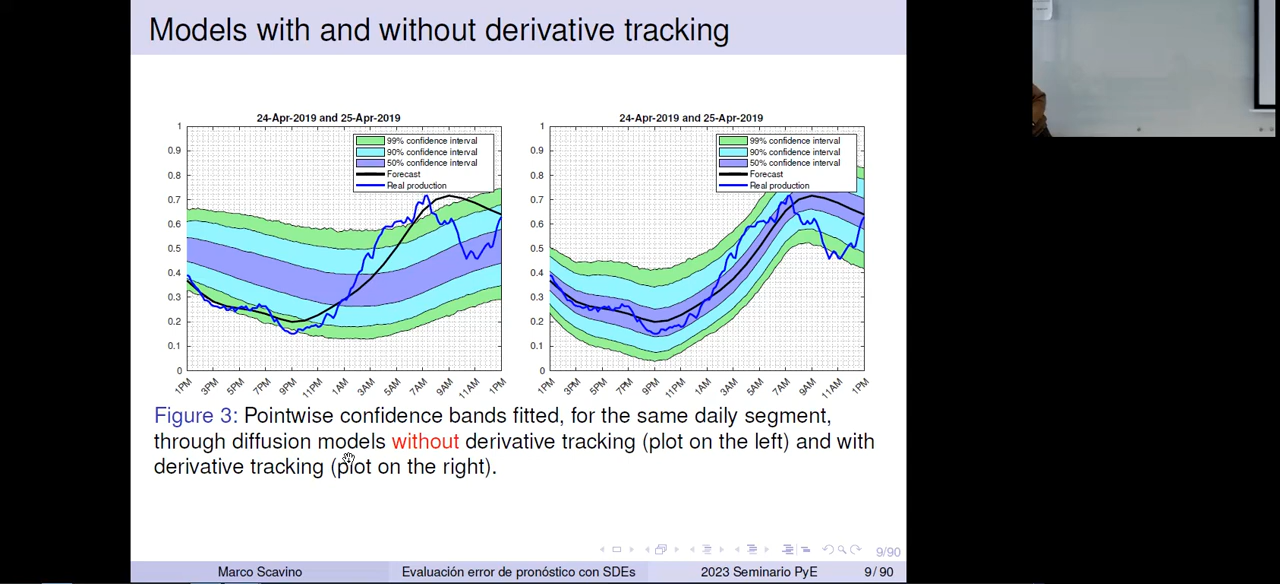 Models with and without derivative tracking
24-Apr-2019 and 25-Apr-2019
99% confidence interval
90% confidence interval
50% confidence interval
Forecast
Real production
1
0.9
0.8
0.7
0.6
0.5
0.4
0.3
0.2
0.1
0
1PM 3PM 5PM 7PM 9PM 11PM 1AM 3AM 5AM 7AM 9AM 11AM 1PM
24-Apr-2019 and 25-Apr-2019
99% confidence interval
90% confidence interval
50% confidence interval
Forecast
Real production
1
0.9
0.8
0.7
0.6
0.5
0.4
0.3
0.2
0.1
0
1PM 3PM 5PM 7PM 9PM 11PM 1AM 3AM 5AM 7AM 9AM 11AM 1PM
Figure 3: Pointwise confidence bands fitted, for the same daily segment,
through diffusion models without derivative tracking (plot on the left) and with
derivative tracking (plot on the right).
9/90
Marco Scavino Evaluación error de pronóstico con SDEs 2023 Seminario PyE 9 / 90